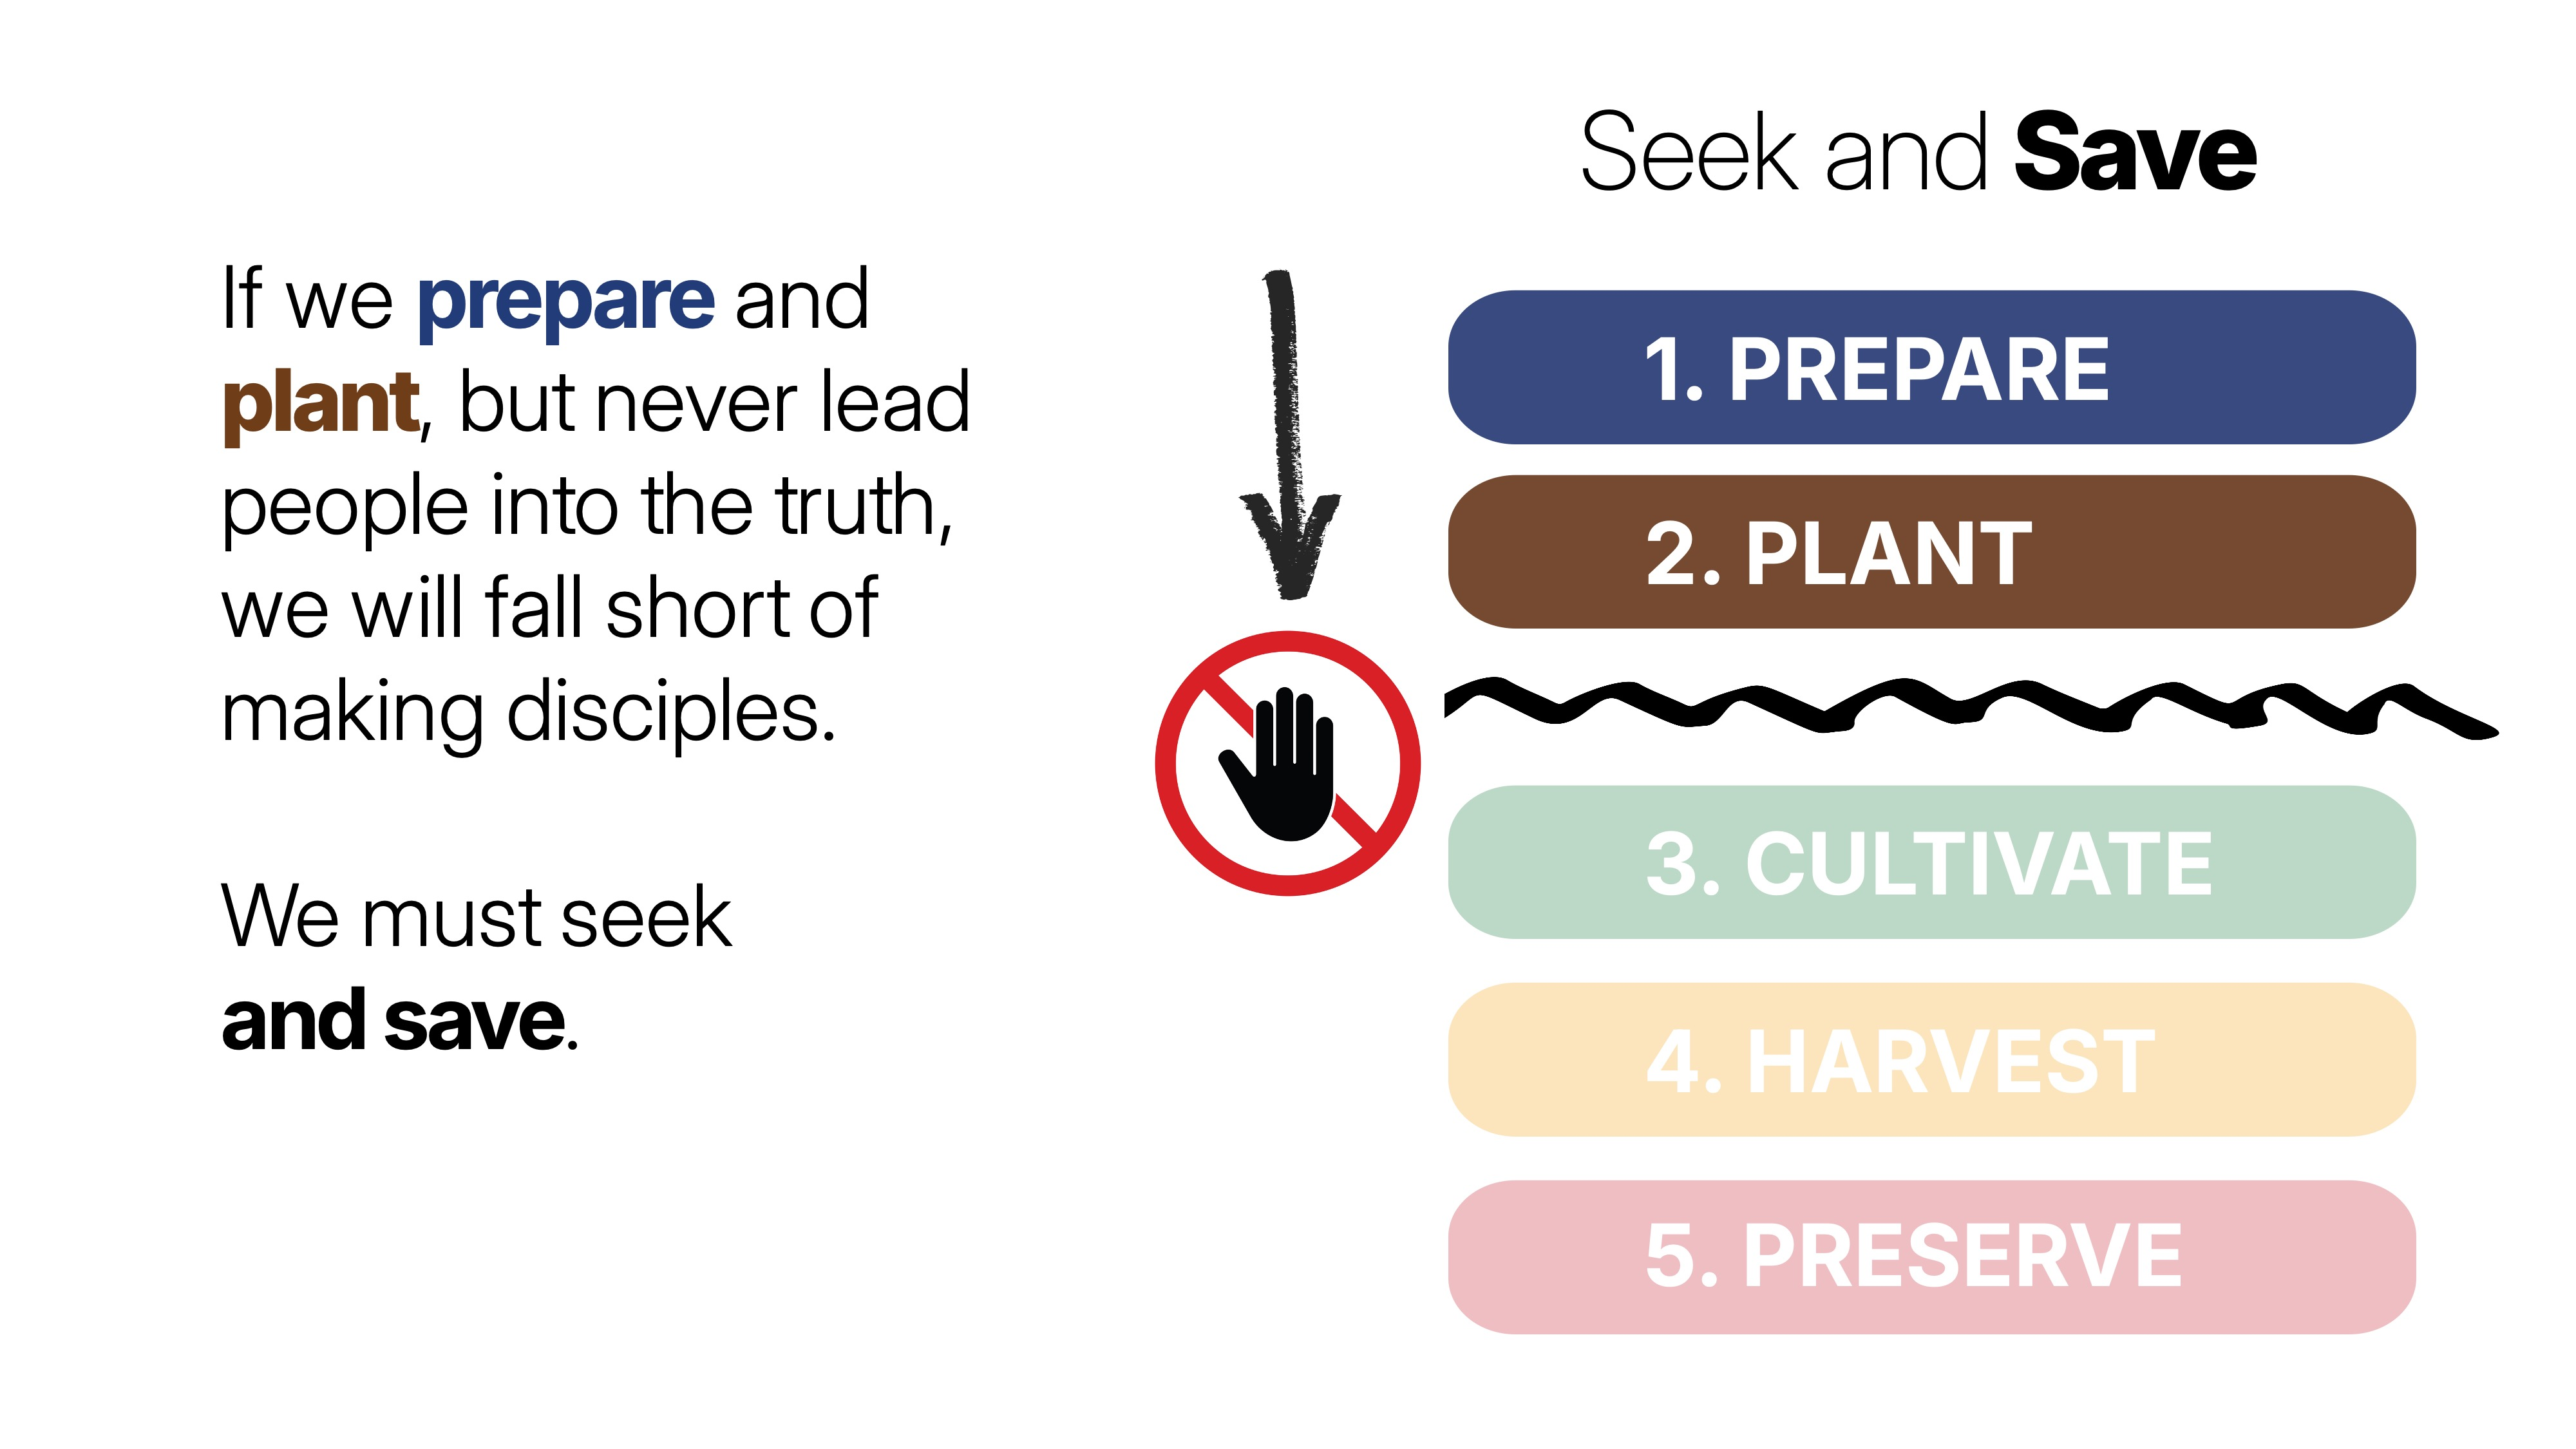 Seek and Save
If we prepare and
plant, but never lead
people into the truth,
we will fall short of
making disciples.
We must seek
and save.
1. PREPARE
2. PLANT
3. CULTIVATE
4. HARVEST
5. PRESERVE